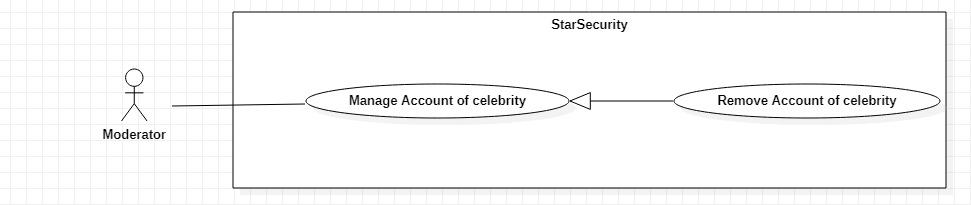 StarSecurity
Manage Account of celebrity
Remove Account of celebrity
Moderator